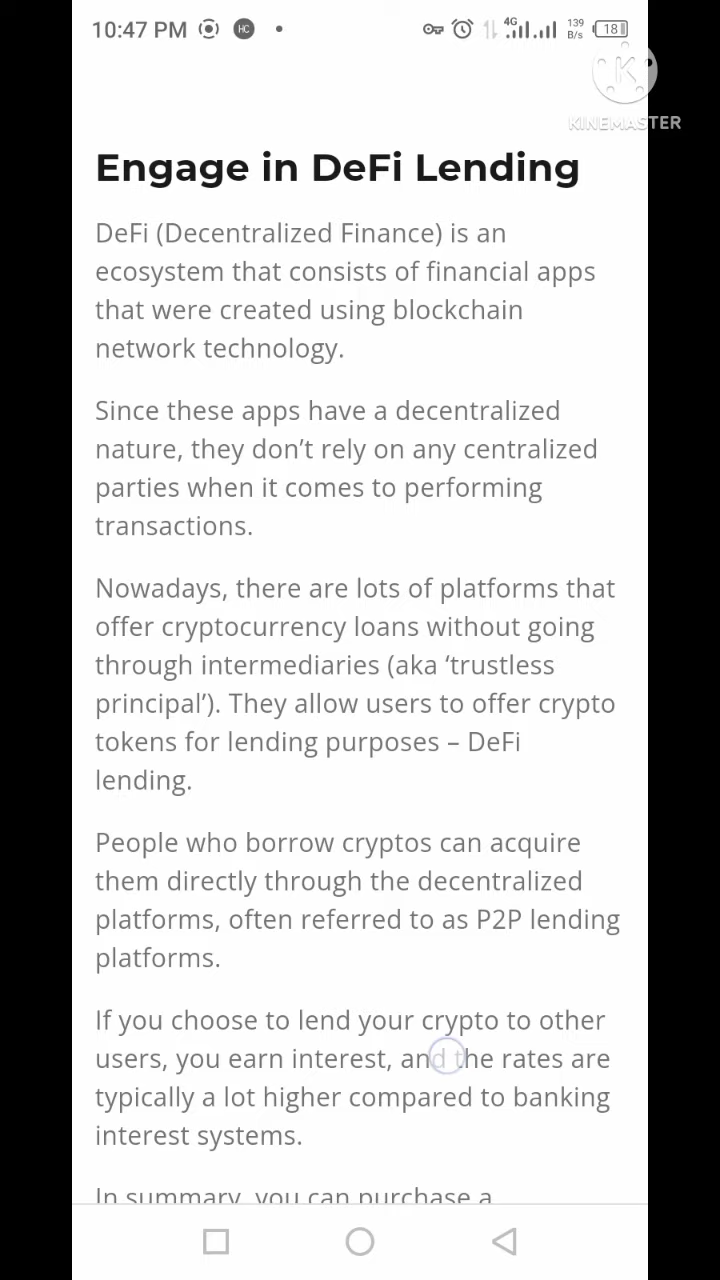 10:47 PM HC 4G 139 B/s 18
KINEMASTER
Engage in DeFi Lending
DeFi (Decentralized Finance) is an
ecosystem that consists of financial apps
that were created using blockchain
network technology.
Since these apps have a decentralized
nature, they don’t rely on any centralized
parties when it comes to performing
transactions.
Nowadays, there are lots of platforms that
offer cryptocurrency loans without going
through intermediaries (aka ‘trustless
principal’). They allow users to offer crypto
tokens for lending purposes – DeFi
lending.
People who borrow cryptos can acquire
them directly through the decentralized
platforms, often referred to as P2P lending
platforms.
If you choose to lend your crypto to other
users, you earn interest, and the rates are
typically a lot higher compared to banking
interest systems.
In summary, you can purchase a